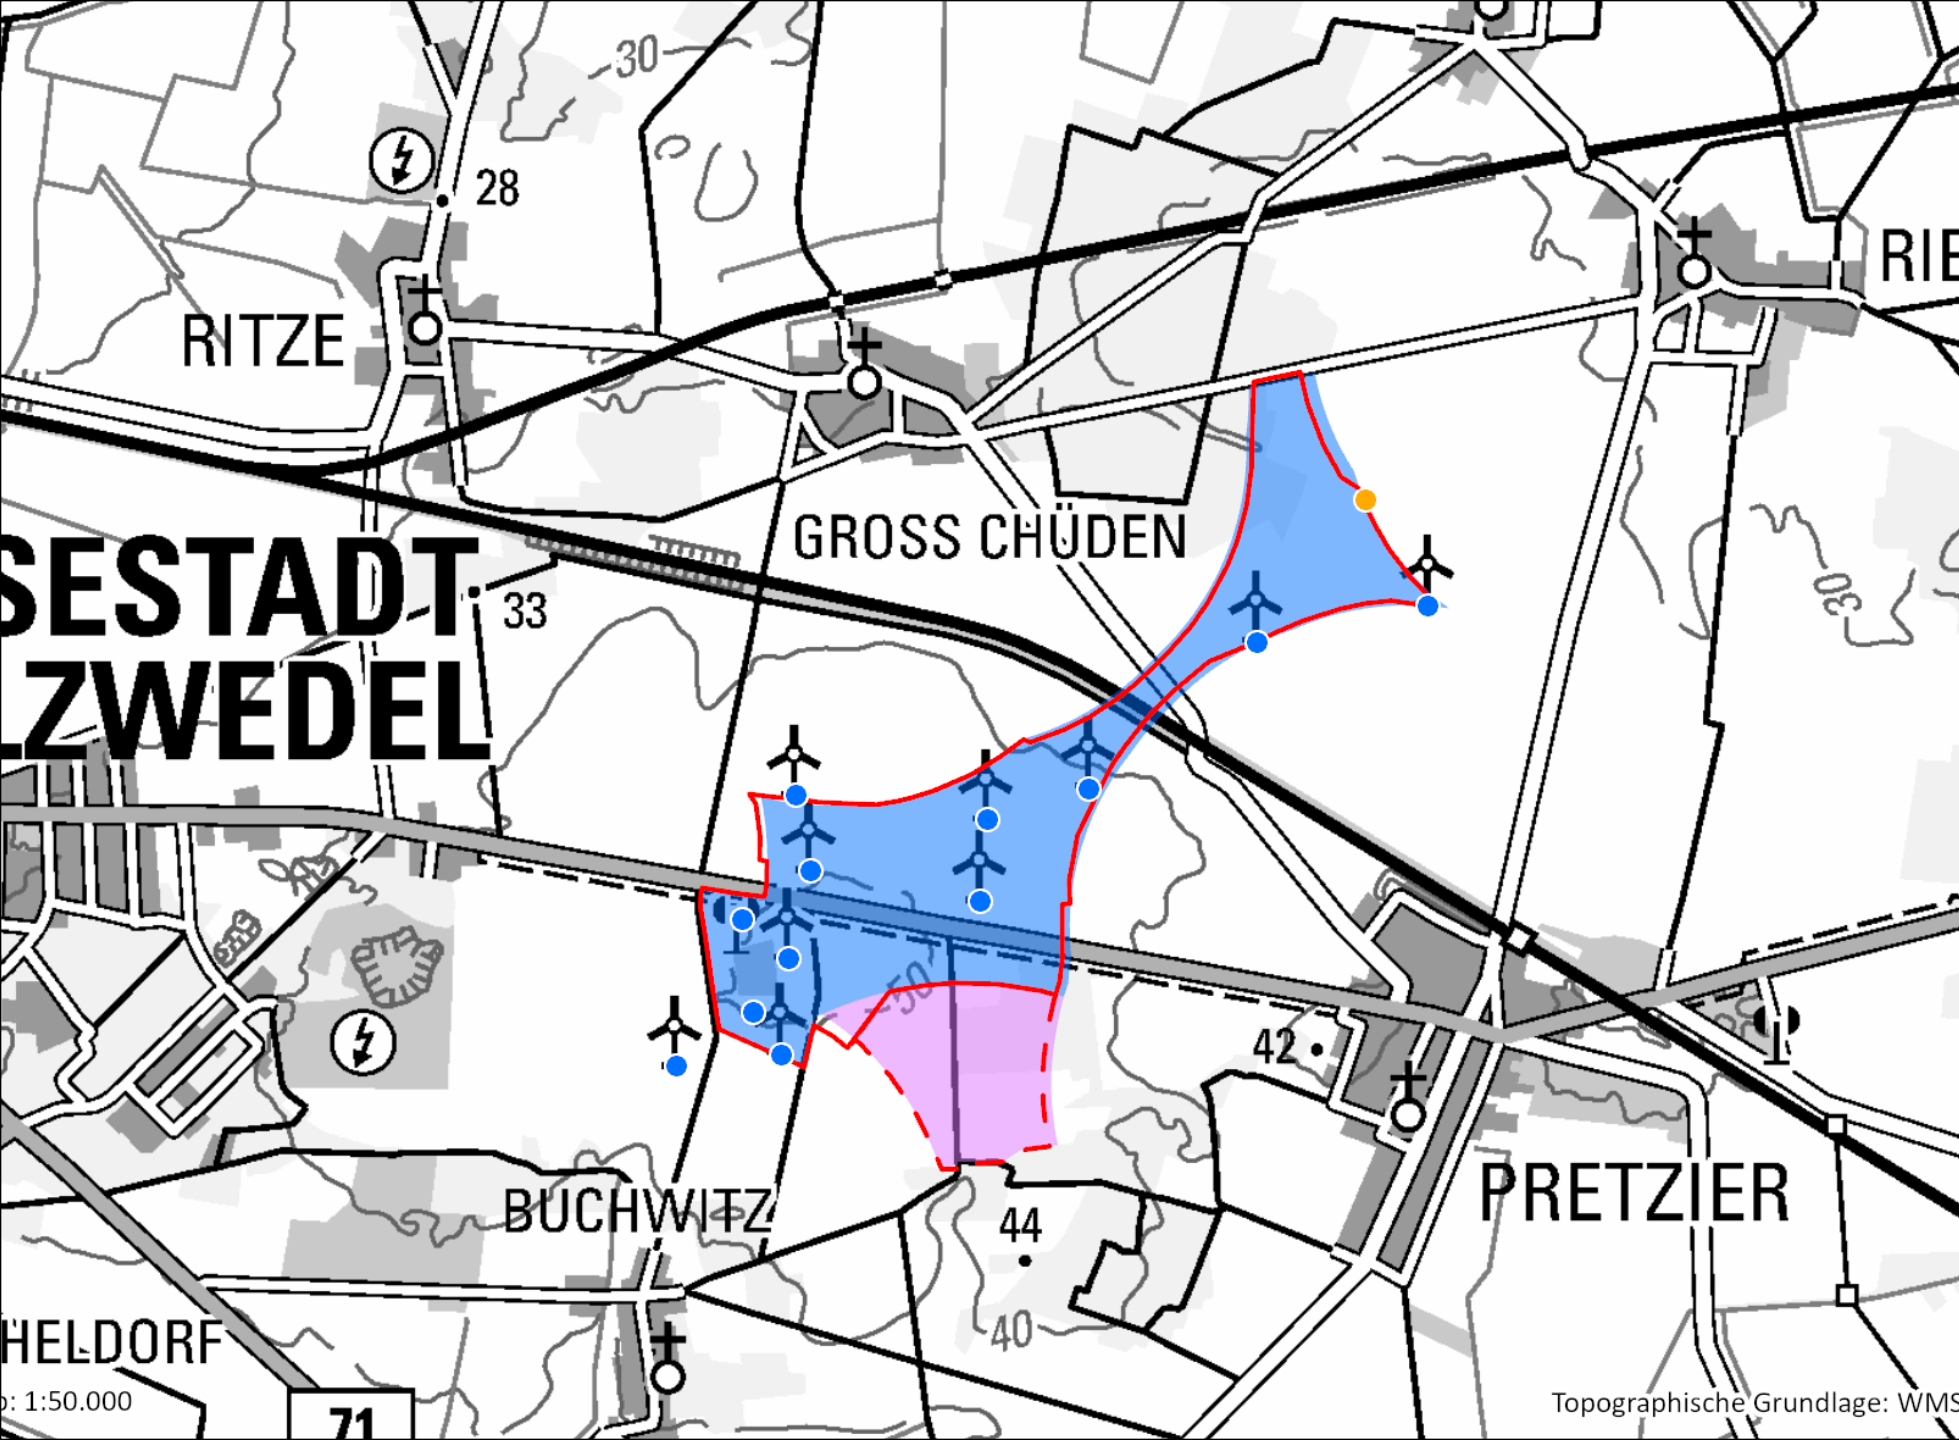 30
28
RIE
RITZE
GROSS CHÜDEN
SESTADT
33
30
LZWEDEL
50
42
PRETZIER
BUCHWITZ
44
40
HELDORF
1:50.000
Topographische Grundlage: WMS
71